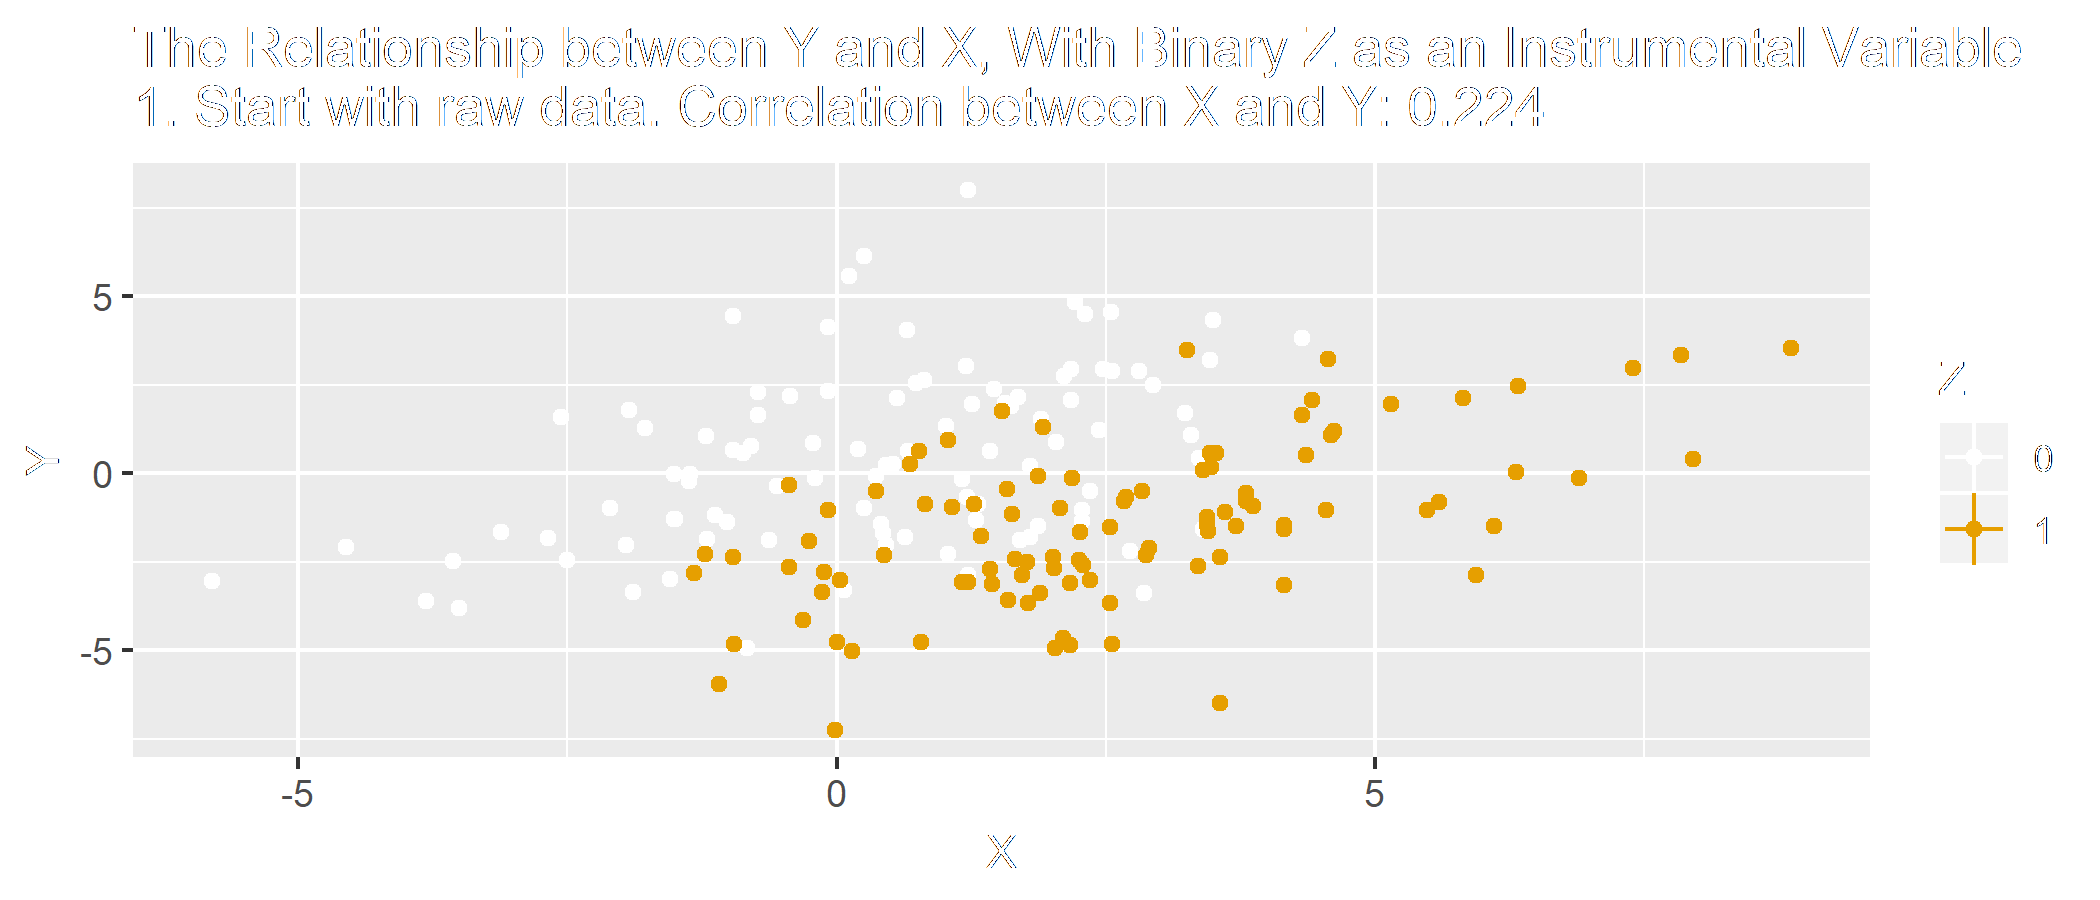 The Relationship between Y and X, With Binary Z as an Instrumental Variable
1. Start with raw data. Correlation between X and Y: 0.224
5
0
-5
Y
-5
0
5
X
Z
0
1